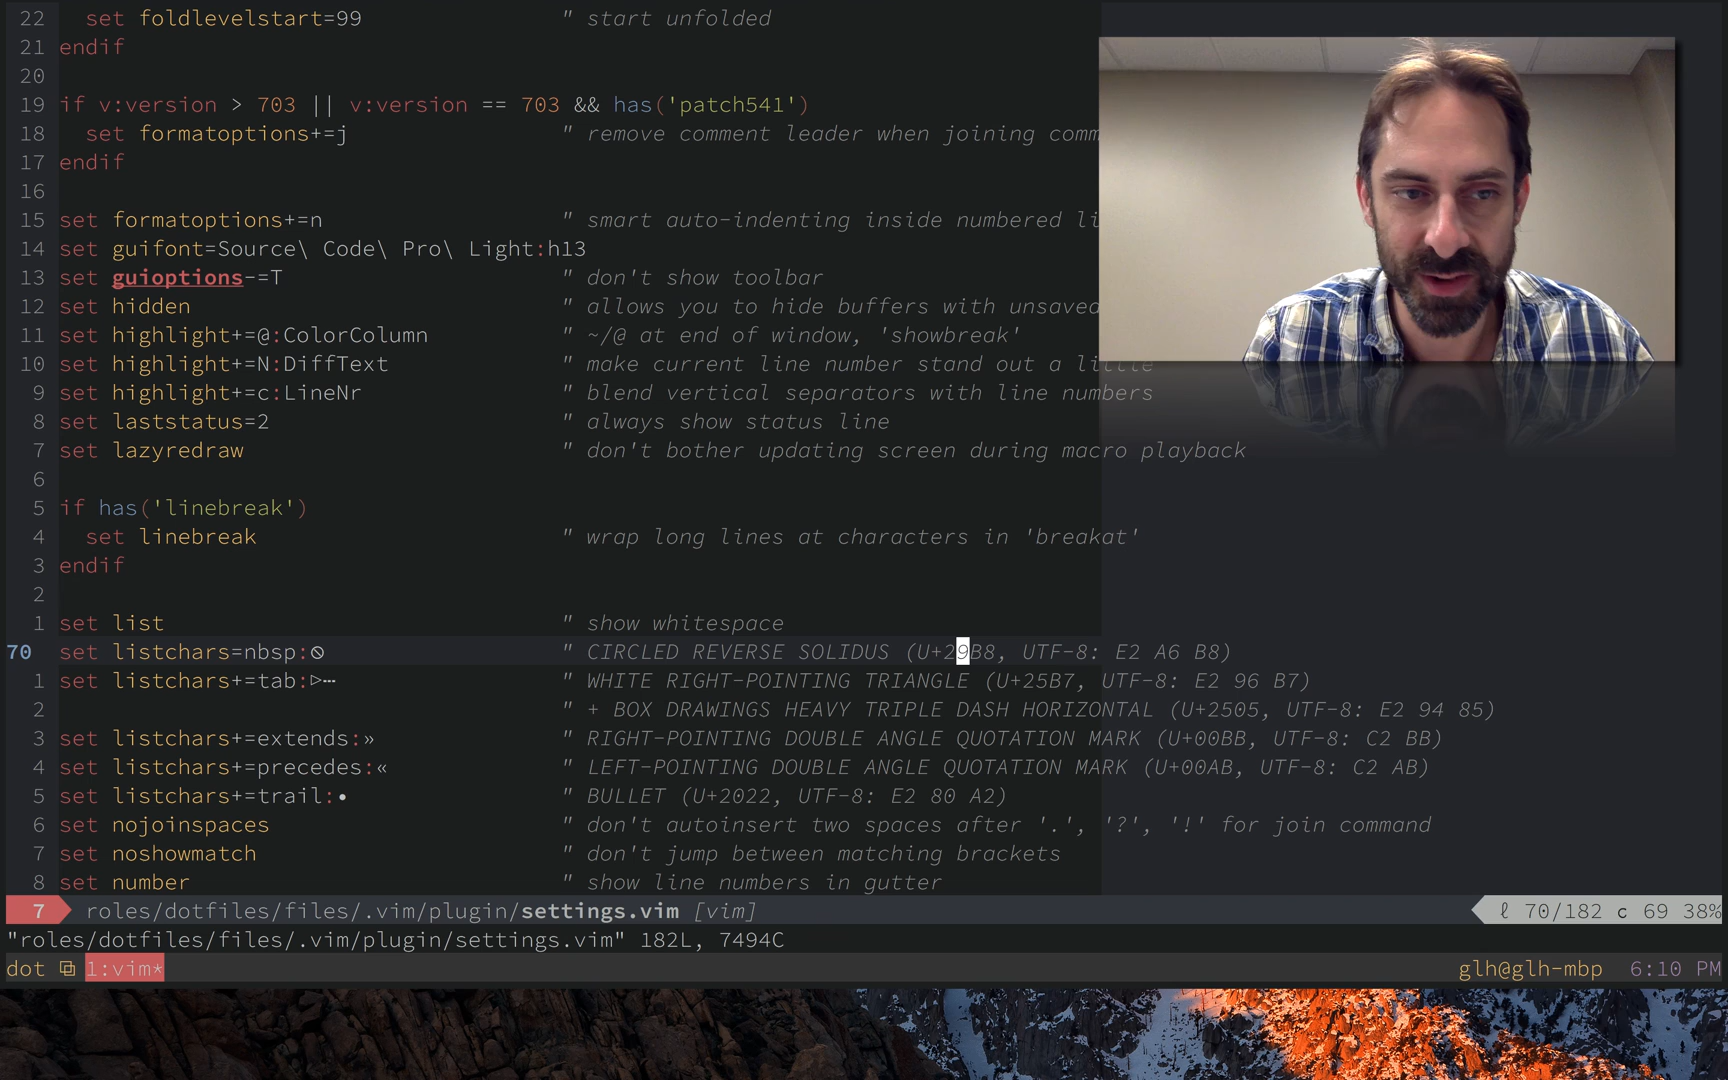 22   set foldlevelstart=99               " start unfolded
21 endif
20
19 if v:version > 703 || v:version == 703 && has('patch541')
18   set formatoptions+=j                " remove comment leader when joining comm
17 endif
16
15 set formatoptions+=n                  " smart auto-indenting inside numbered li
14 set guifont=Source\ Code\ Pro\ Light:h13
13 set guioptions-=T                     " don't show toolbar
12 set hidden                            " allows you to hide buffers with unsaved
11 set highlight+=@:ColorColumn          " ~/@ at end of window, 'showbreak'
10 set highlight+=N:DiffText             " make current line number stand out a little
9 set highlight+=c:LineNr               " blend vertical separators with line numbers
8 set laststatus=2                      " always show status line
7 set lazyredraw                        " don't bother updating screen during macro playback
6
5 if has('linebreak')
4   set linebreak                       " wrap long lines at characters in 'breakat'
3 endif
2
1 set list                              " show whitespace
70 set listchars=nbsp:⦸                  " CIRCLED REVERSE SOLIDUS (U+29B8, UTF-8: E2 A6 B8)
1 set listchars+=tab:▷┅                 " WHITE RIGHT-POINTING TRIANGLE (U+25B7, UTF-8: E2 96 B7)
2                                       " + BOX DRAWINGS HEAVY TRIPLE DASH HORIZONTAL (U+2505, UTF-8: E2 94 85)
3 set listchars+=extends:»              " RIGHT-POINTING DOUBLE ANGLE QUOTATION MARK (U+00BB, UTF-8: C2 BB)
4 set listchars+=precedes:«             " LEFT-POINTING DOUBLE ANGLE QUOTATION MARK (U+00AB, UTF-8: C2 AB)
5 set listchars+=trail:•                " BULLET (U+2022, UTF-8: E2 80 A2)
6 set nojoinspaces                      " don't autoinsert two spaces after '.', '?', '!' for join command
7 set noshowmatch                       " don't jump between matching brackets
8 set number                            " show line numbers in gutter
7 roles/dotfiles/files/.vim/plugin/settings.vim [vim] ℓ 70/182 c 69 38%
"roles/dotfiles/files/.vim/plugin/settings.vim" 182L, 7494C
dot ⧉ 1:vim* glh@glh-mbp 6:10 PM